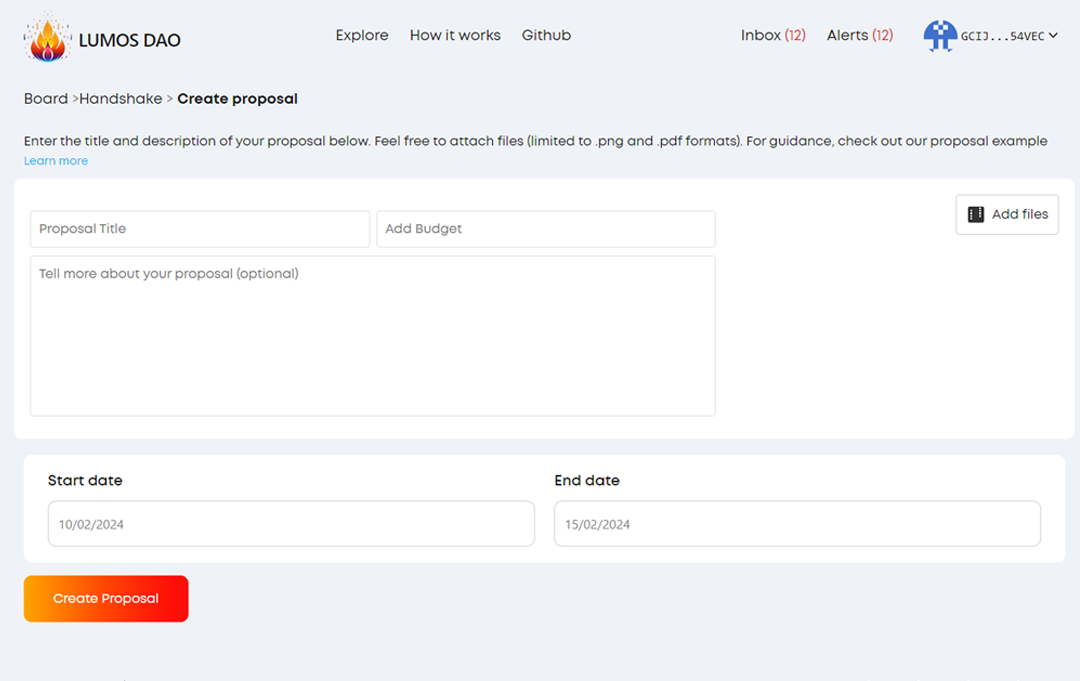 LUMOS DAO
Explore How it works Github
Inbox (12) Alerts (12) GCIJ...54VEC
Board >Handshake > Create proposal
Enter the title and description of your proposal below. Feel free to attach files (limited to .png and .pdf formats). For guidance, check out our proposal example
Learn more
Proposal Title
Add Budget
Add files
Tell more about your proposal (optional)
Start date
End date
10/02/2024
15/02/2024
Create Proposal